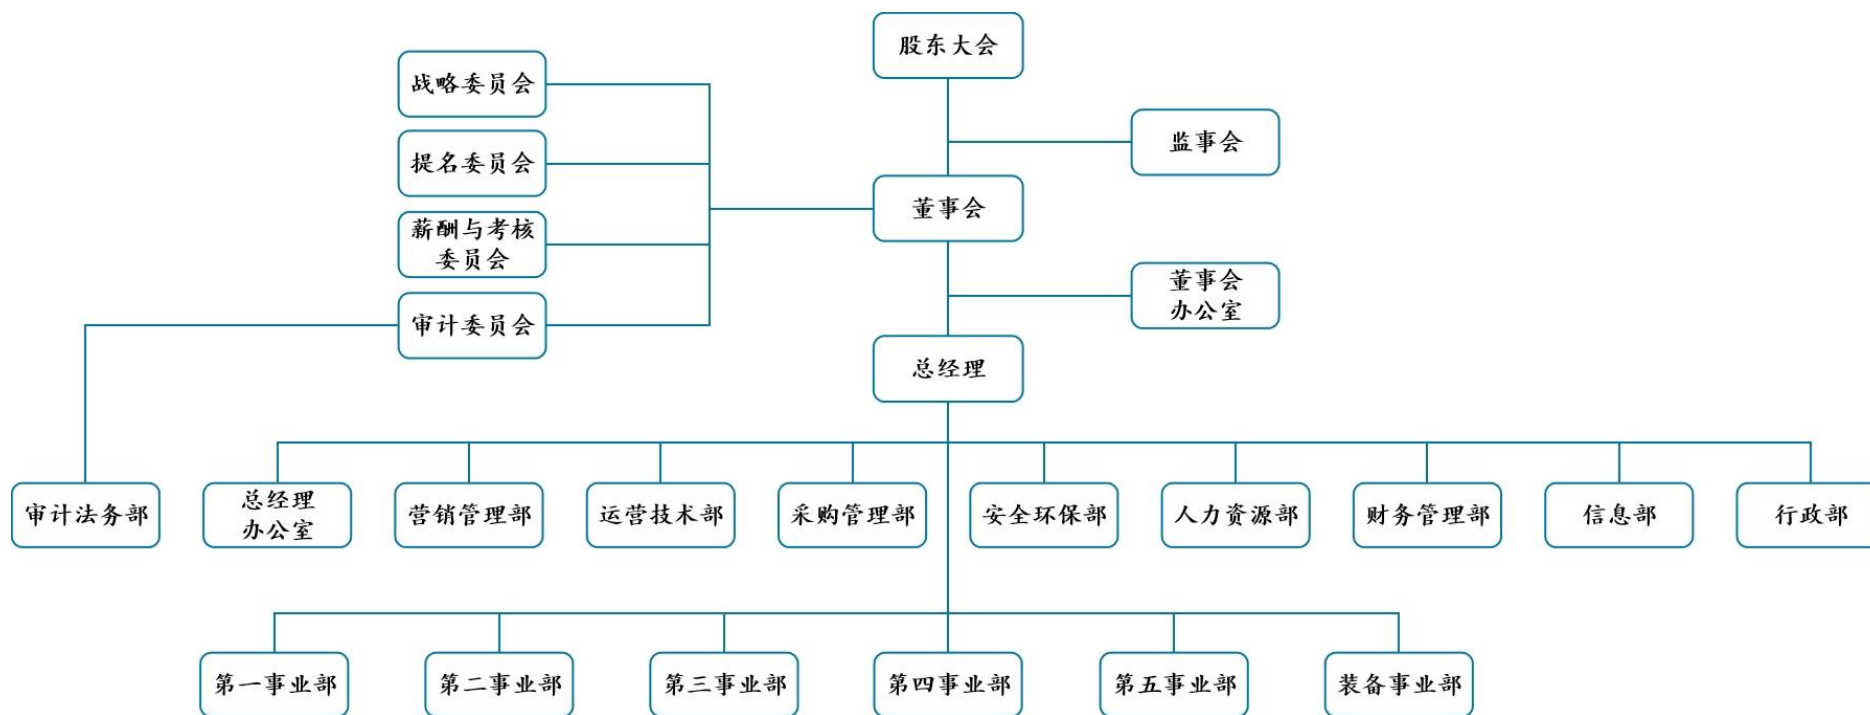 股东大会
战略委员会
监事会
提名委员会
董事会
薪酬与考核
委员会
董事会
办公室
审计委员会
总经理
审计法务部
总经理
办公室
营销管理部
运营技术部
采购管理部
安全环保部
人力资源部
财务管理部
信息部
行政部
第一事业部
第二事业部
第三事业部
第四事业部
第五事业部
装备事业部